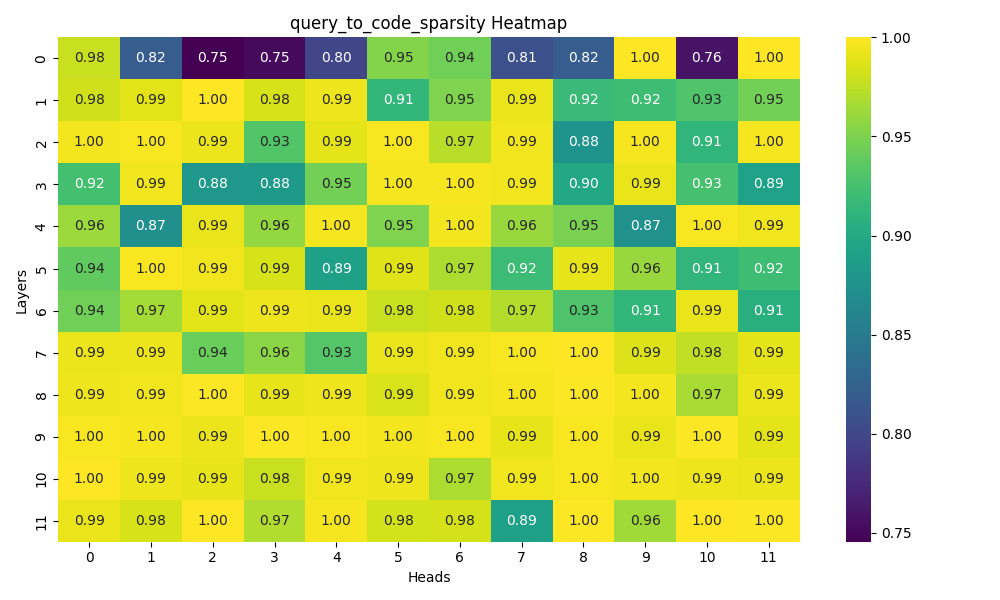 query_to_code_sparsity Heatmap
0 0.98 0.82 0.75 0.75 0.80 0.95 0.94 0.81 0.82 1.00 0.76 1.00
1 0.98 0.99 1.00 0.98 0.99 0.91 0.95 0.99 0.92 0.92 0.93 0.95
2 1.00 1.00 0.99 0.93 0.99 1.00 0.97 0.99 0.88 1.00 0.91 1.00
3 0.92 0.99 0.88 0.88 0.95 1.00 1.00 0.99 0.90 0.99 0.93 0.89
4 0.96 0.87 0.99 0.96 1.00 0.95 1.00 0.96 0.95 0.87 1.00 0.99
5 0.94 1.00 0.99 0.99 0.89 0.99 0.97 0.92 0.99 0.96 0.91 0.92
6 0.94 0.97 0.99 0.99 0.99 0.98 0.98 0.97 0.93 0.91 0.99 0.91
7 0.99 0.99 0.94 0.96 0.93 0.99 0.99 1.00 1.00 0.99 0.98 0.99
8 0.99 0.99 1.00 0.99 0.99 0.99 0.99 1.00 1.00 1.00 0.97 0.99
9 1.00 1.00 0.99 1.00 1.00 1.00 1.00 0.99 1.00 0.99 1.00 0.99
10 1.00 0.99 0.99 0.98 0.99 0.99 0.97 0.99 1.00 1.00 0.99 0.99
11 0.99 0.98 1.00 0.97 1.00 0.98 0.98 0.89 1.00 0.96 1.00 1.00
0 1 2 3 4 5 6 7 8 9 10 11
Heads
Layers
1.00
0.95
0.90
0.85
0.80
0.75